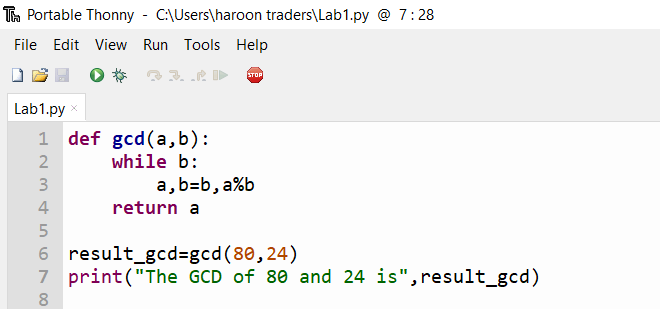 Portable Thonny - C:\Users\haroon traders\Lab1.py @ 7 : 28
File Edit View Run Tools Help
STOP
Lab1.py ×
1 def gcd(a,b):
2     while b:
3         a,b=b,a%b
4     return a
5
6 result_gcd=gcd(80,24)
7 print("The GCD of 80 and 24 is",result_gcd)
8